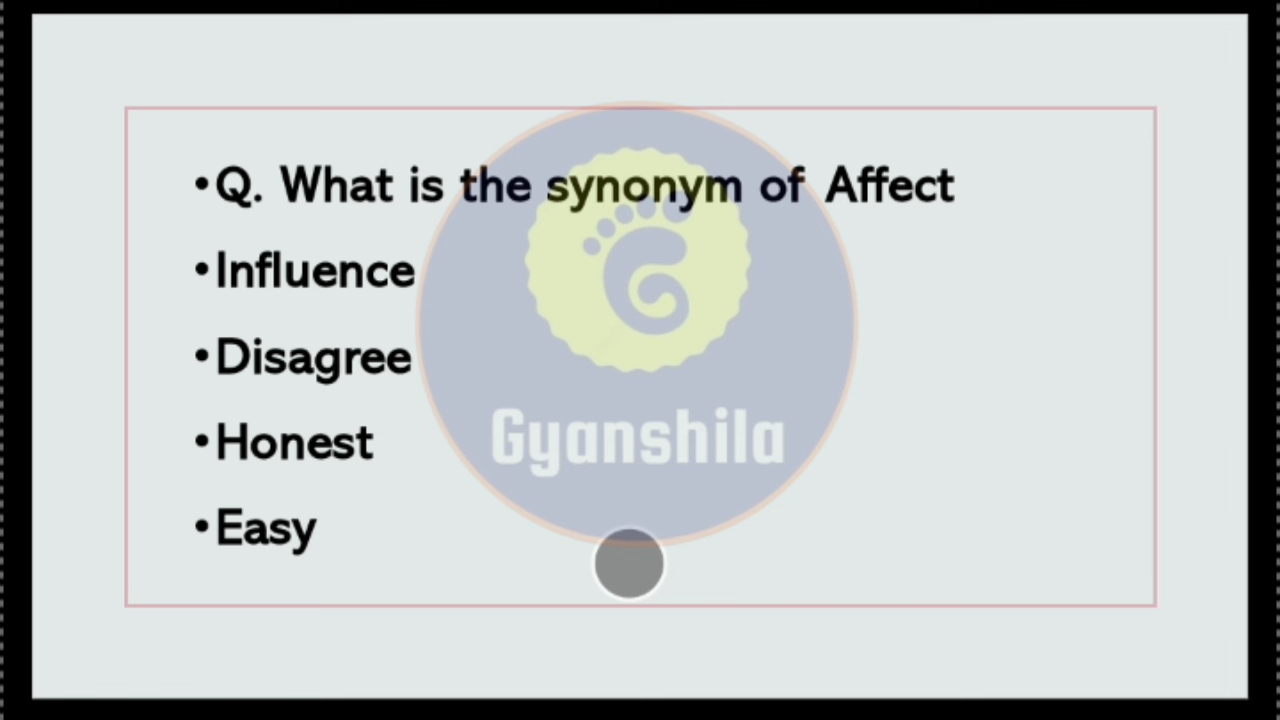 •Q. What is the synonym of Affect
•Influence
•Disagree
•Honest
•Easy
Gyanshila